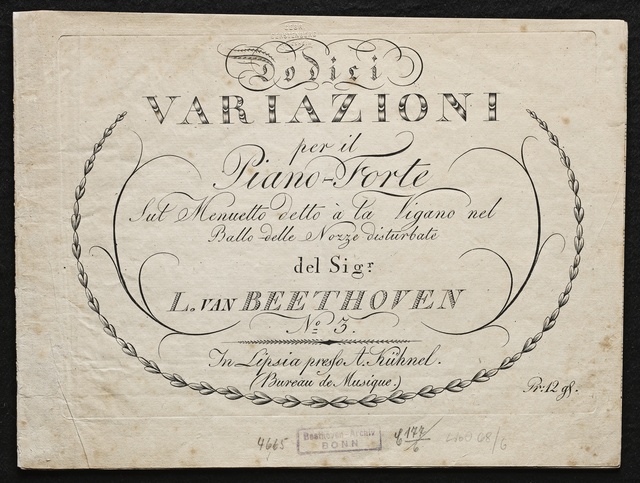 Dodici
VARIAZIONI
per il
Piano-Forte
Sul Menuetto detto à la Vigano nel
Ballo delle Nozze disturbate
del Sigr.
L. VAN BEETHOVEN
No. 3.
In Lipsia presso A. Kühnel.
(Bureau de Musique.)
Pr: 12 gr.
4665
Beethoven-Archiv
BONN